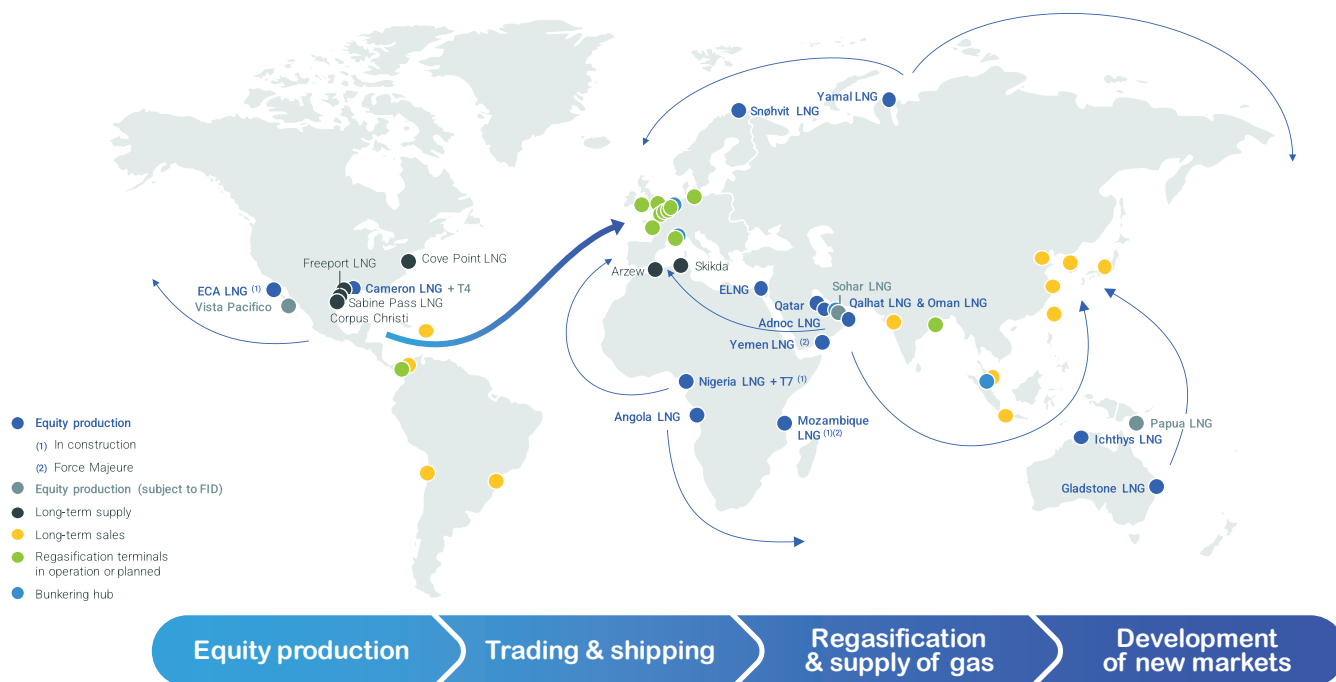 Yamal LNG
Snøhvit LNG
Cove Point LNG
Freeport LNG
Arzew
Skikda
ECA LNG (1)
Cameron LNG + T4
Vista Pacifico
Sabine Pass LNG
Corpus Christi
ELNG
Sohar LNG
Qatar
Qalhat LNG & Oman LNG
Adnoc LNG
Yemen LNG (2)
Nigeria LNG + T7 (1)
Angola LNG
Mozambique
LNG (1)(2)
Papua LNG
Ichthys LNG
Gladstone LNG
Equity production
(1) In construction
(2) Force Majeure
Equity production (subject to FID)
Long-term supply
Long-term sales
Regasification terminals
in operation or planned
Bunkering hub
Equity production
Trading & shipping
Regasification
& supply of gas
Development
of new markets